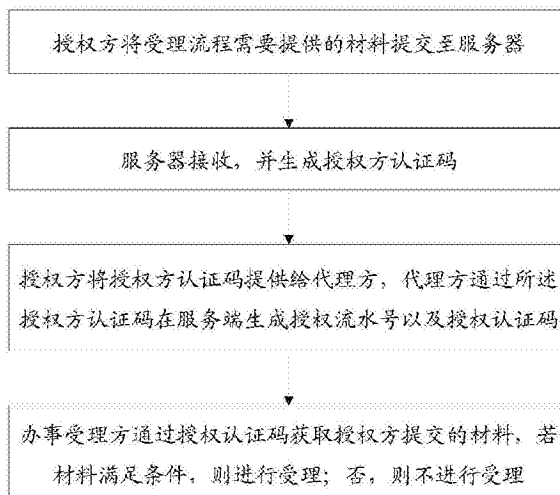 授权方将受理流程需要提供的材料提交至服务器
服务器接收，并生成授权方认证码
授权方将授权方认证码提供给代理方，代理方通过所述
授权方认证码在服务端生成授权流水号以及授权认证码
办事受理方通过授权认证码获取授权方提交的材料，若
材料满足条件，则进行受理；否，则不进行受理